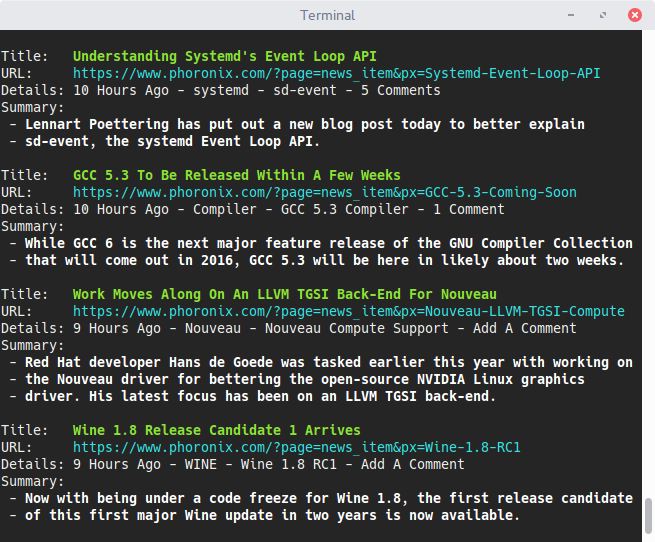 Terminal
Title:   Understanding Systemd's Event Loop API
URL:     https://www.phoronix.com/?page=news_item&px=Systemd-Event-Loop-API
Details: 10 Hours Ago - systemd - sd-event - 5 Comments
Summary:
 - Lennart Poettering has put out a new blog post today to better explain
 - sd-event, the systemd Event Loop API.
Title:   GCC 5.3 To Be Released Within A Few Weeks
URL:     https://www.phoronix.com/?page=news_item&px=GCC-5.3-Coming-Soon
Details: 10 Hours Ago - Compiler - GCC 5.3 Compiler - 1 Comment
Summary:
 - While GCC 6 is the next major feature release of the GNU Compiler Collection
 - that will come out in 2016, GCC 5.3 will be here in likely about two weeks.
Title:   Work Moves Along On An LLVM TGSI Back-End For Nouveau
URL:     https://www.phoronix.com/?page=news_item&px=Nouveau-LLVM-TGSI-Compute
Details: 9 Hours Ago - Nouveau - Nouveau Compute Support - Add A Comment
Summary:
 - Red Hat developer Hans de Goede was tasked earlier this year with working on
 - the Nouveau driver for bettering the open-source NVIDIA Linux graphics
 - driver. His latest focus has been on an LLVM TGSI back-end.
Title:   Wine 1.8 Release Candidate 1 Arrives
URL:     https://www.phoronix.com/?page=news_item&px=Wine-1.8-RC1
Details: 9 Hours Ago - WINE - Wine 1.8 RC1 - Add A Comment
Summary:
 - Now with being under a code freeze for Wine 1.8, the first release candidate
 - of this first major Wine update in two years is now available.